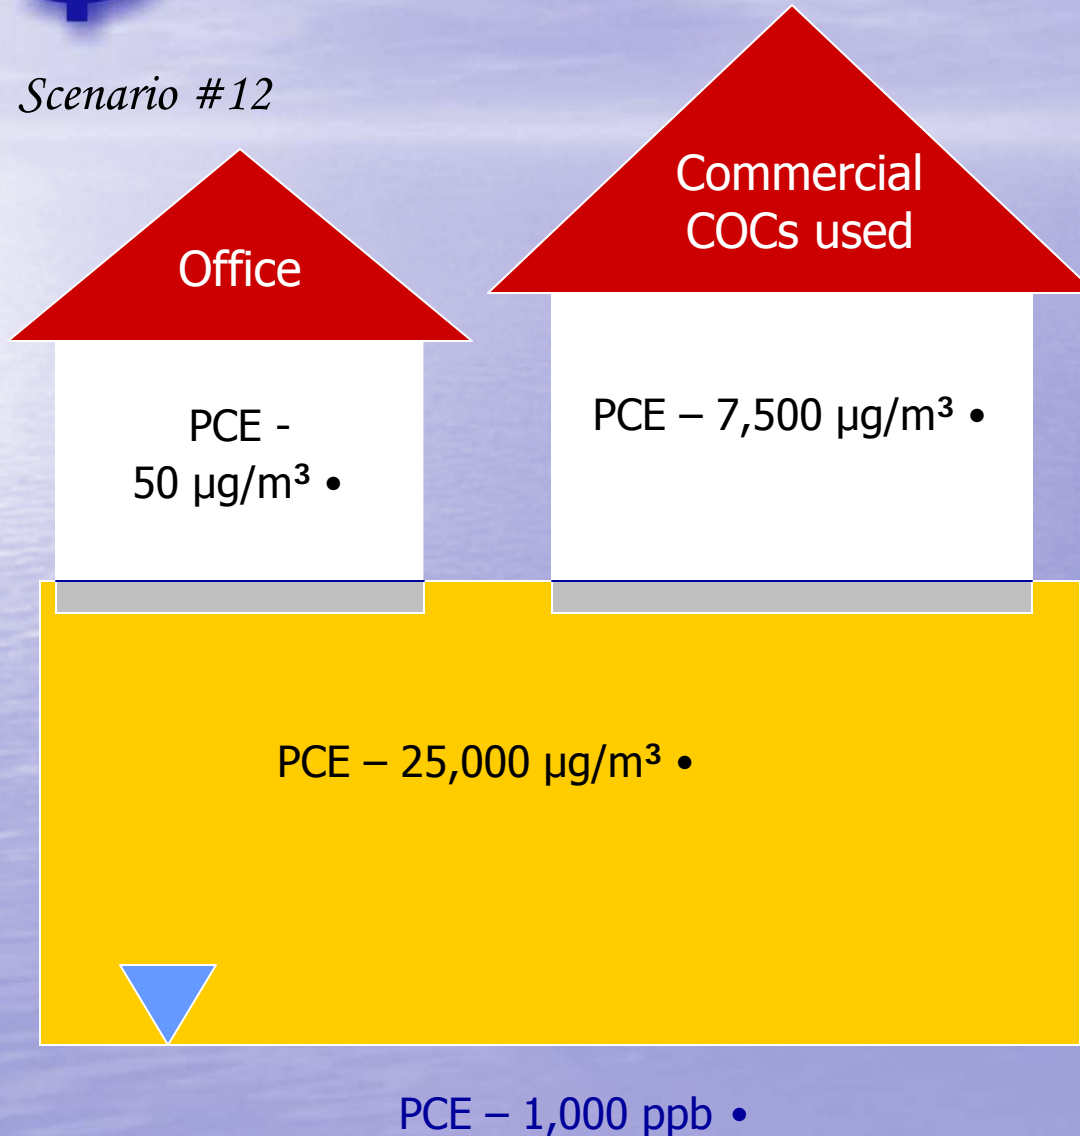 Scenario #12
Office
Commercial
COCs used
PCE -
50 µg/m³ •
PCE – 7,500 µg/m³ •
PCE – 25,000 µg/m³ •
PCE – 1,000 ppb •